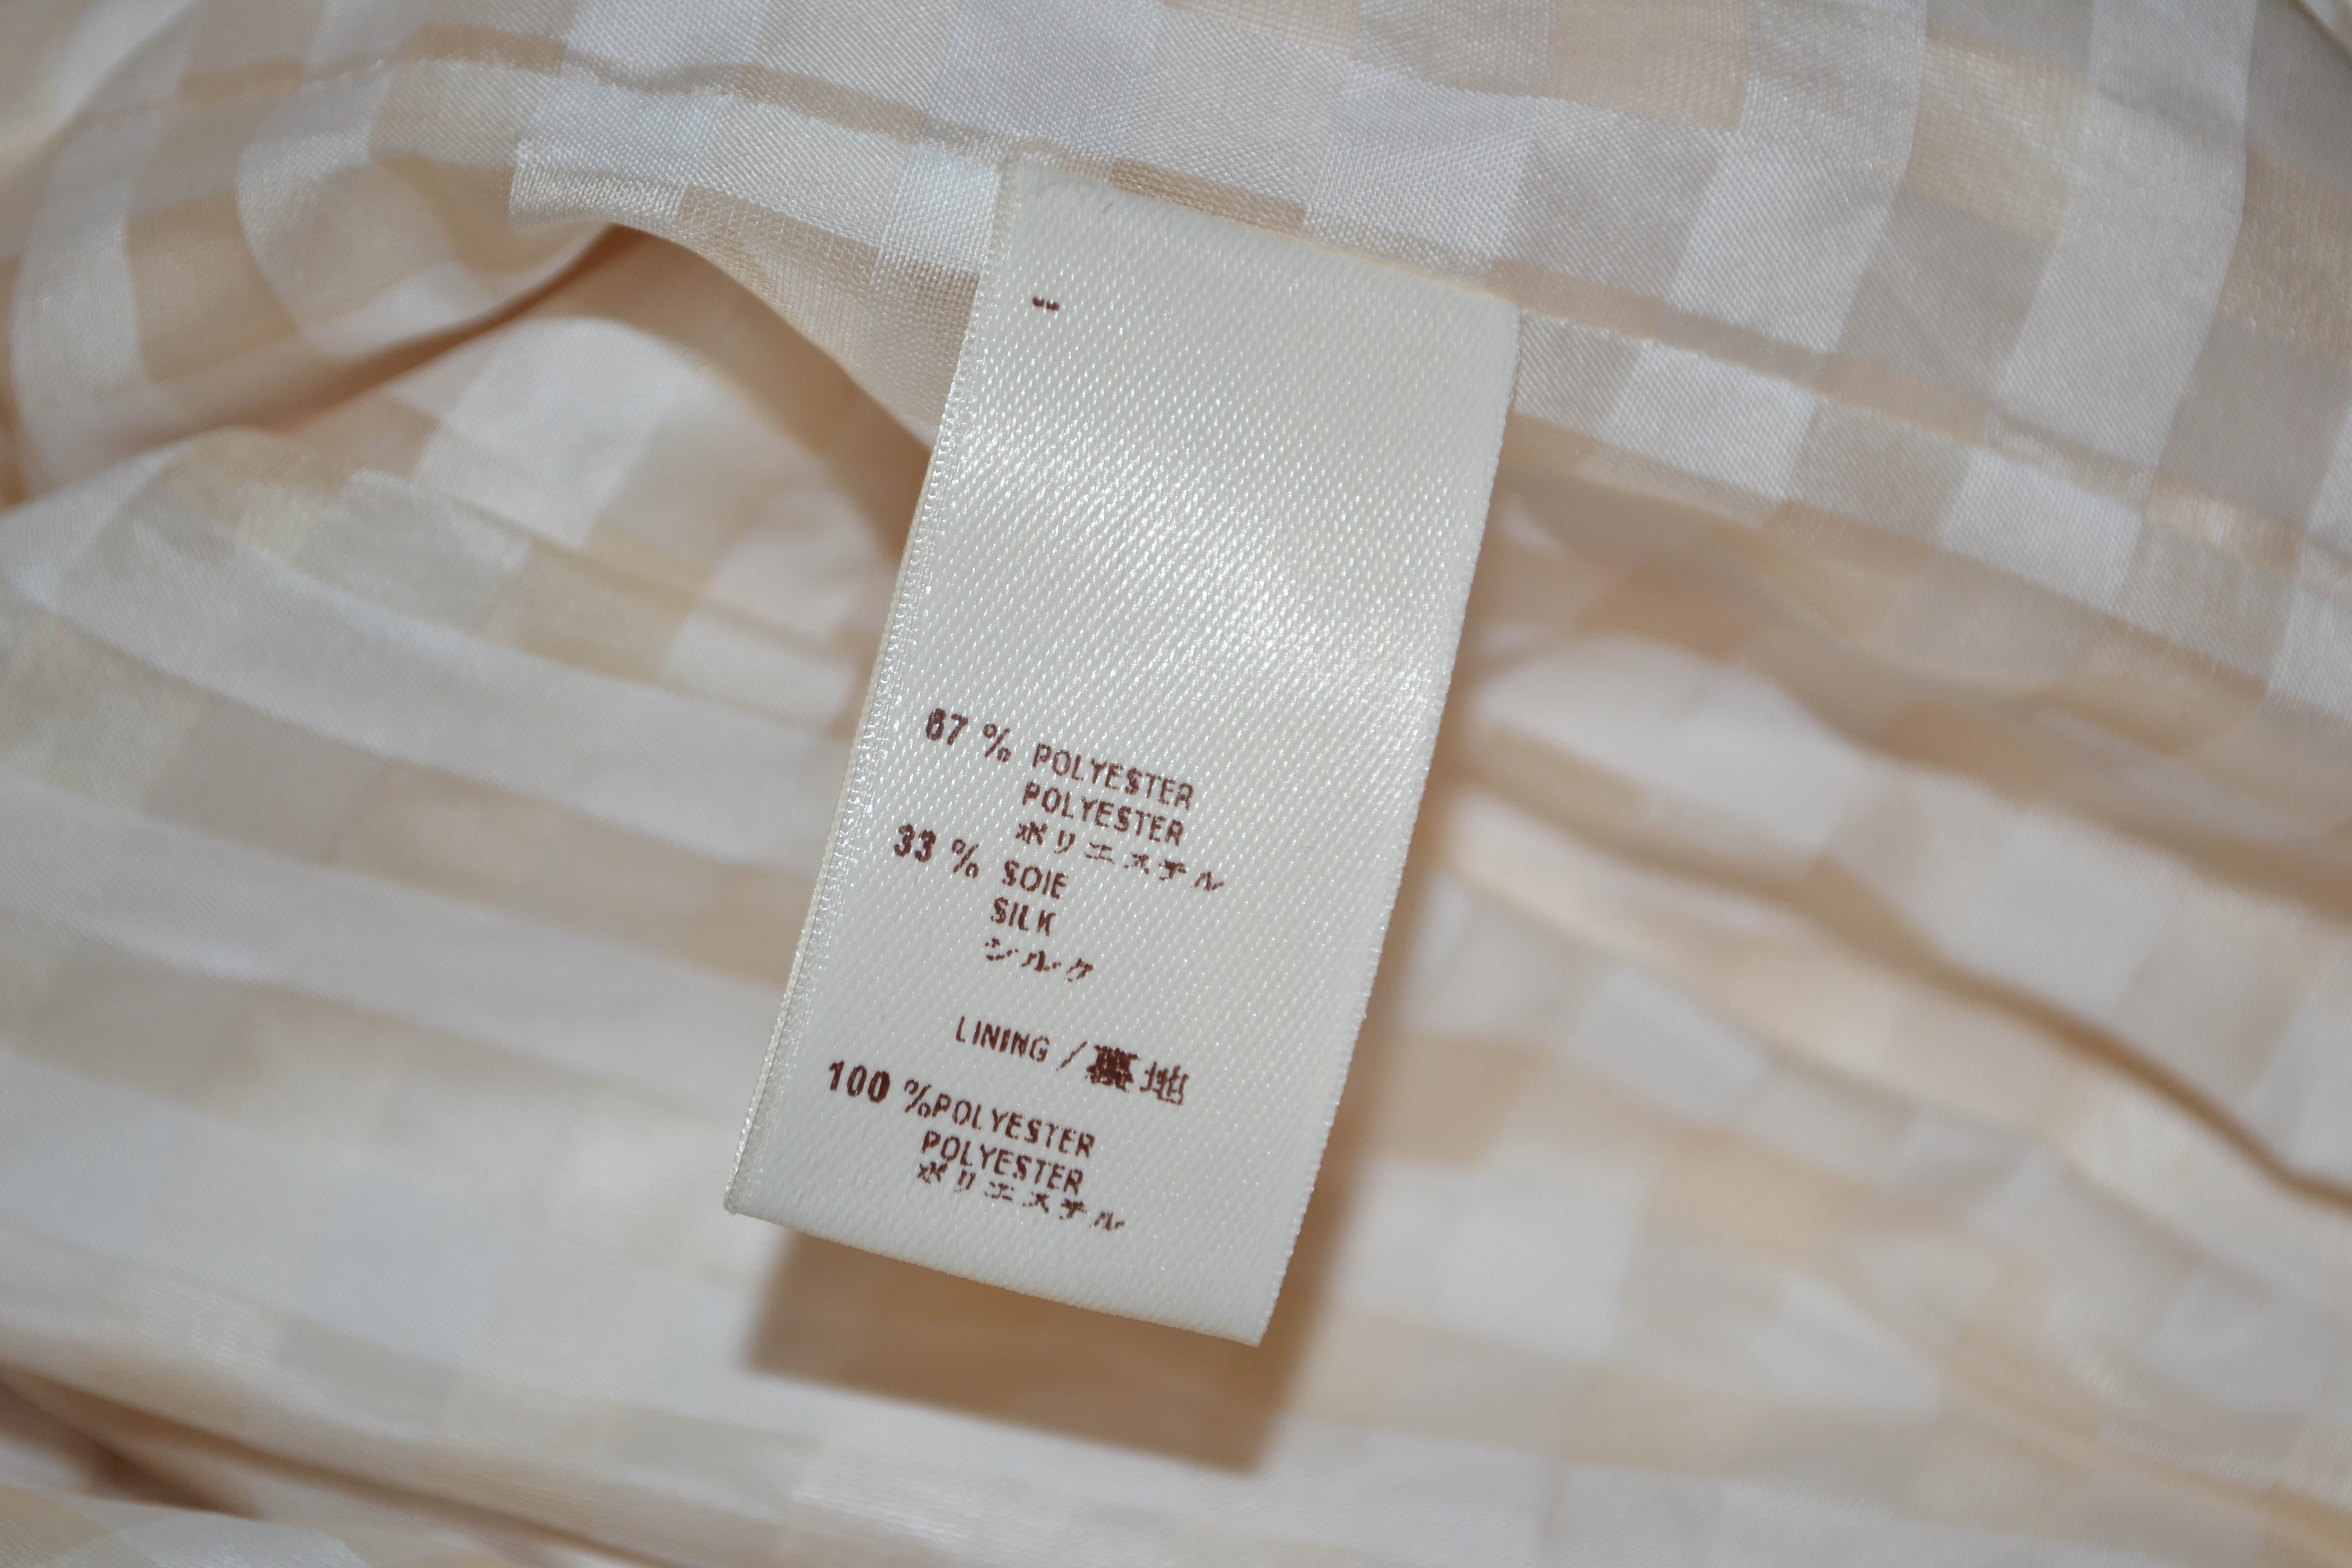 67 % POLYESTER
POLYESTER
ポリエステル
33 % SOIE
SILK
シルク
LINING / 裏地
100 % POLYESTER
POLYESTER
ポリエステル